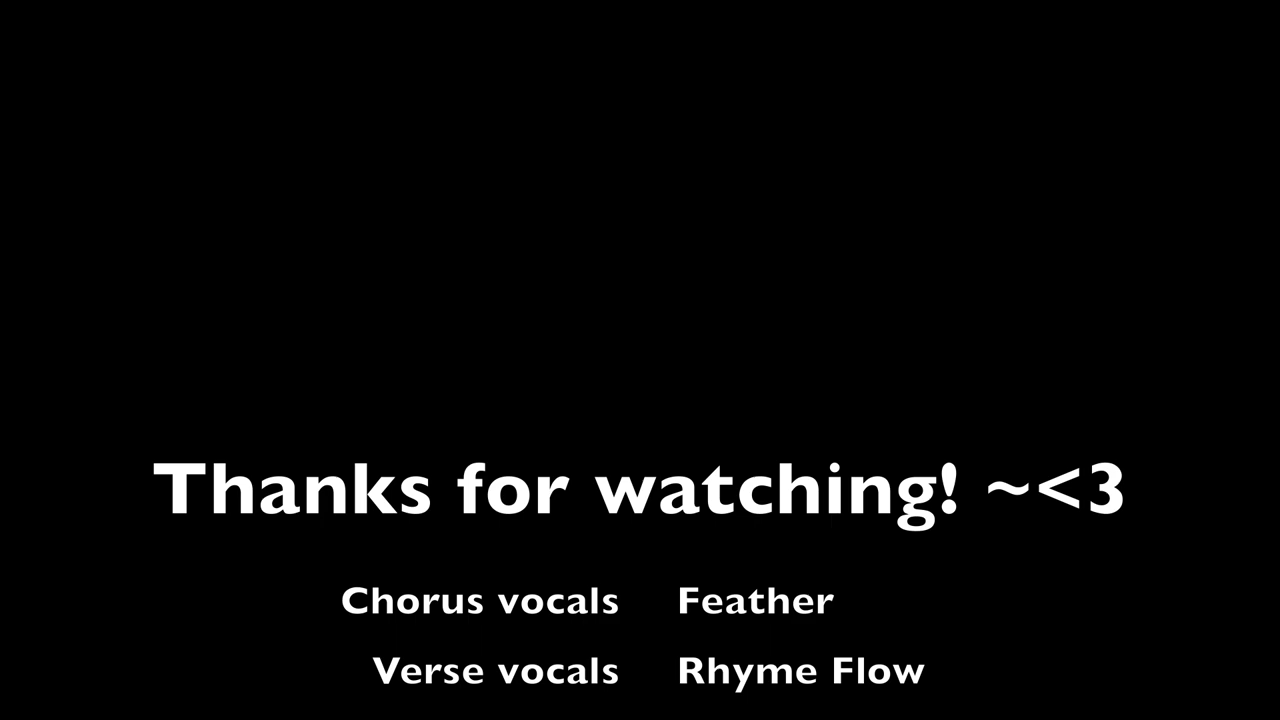 Thanks for watching! ~<3
Chorus vocals Feather
Verse vocals Rhyme Flow